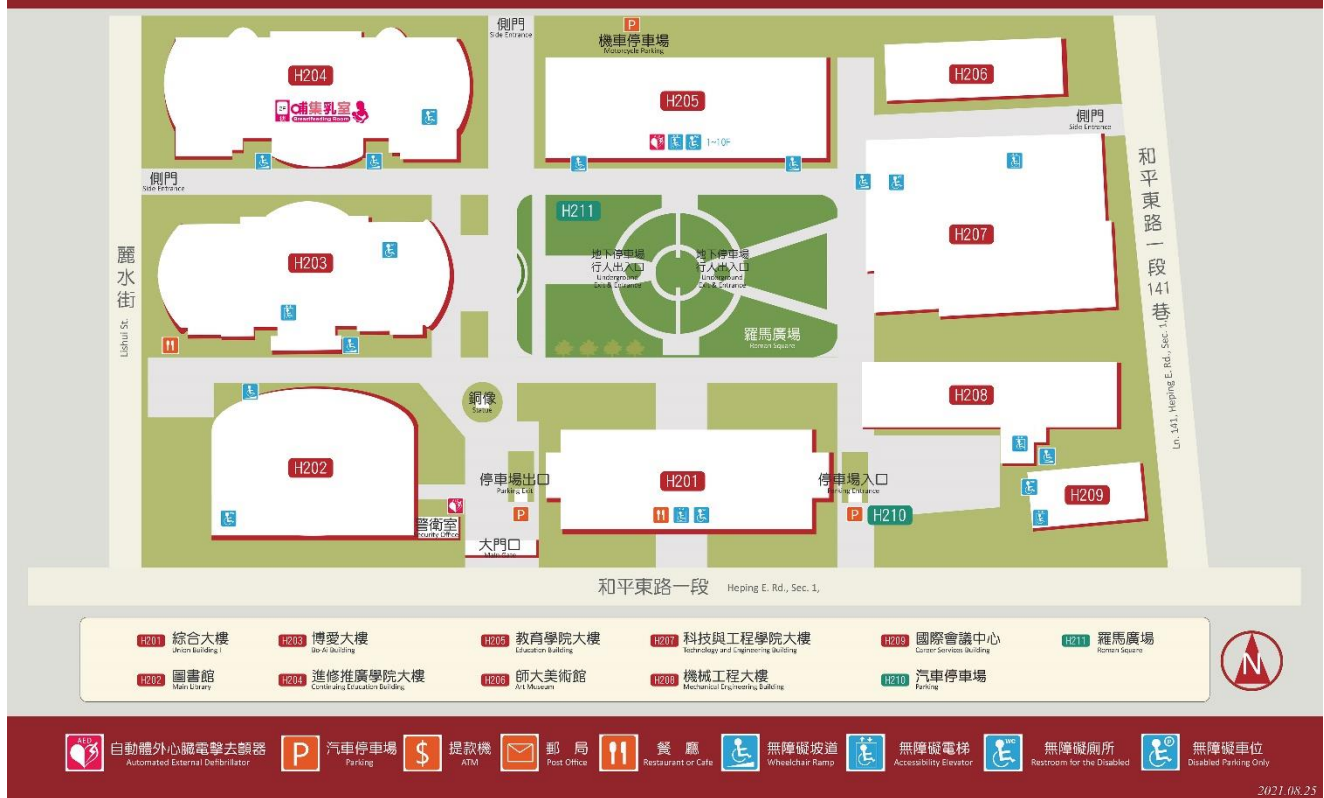 側門
Side Entrance
P
機車停車場
Motorcycle Parking
H204
2F
哺集乳室
Breastfeeding Room
H205
1~10F
H206
側門
Side Entrance
側門
Side Entrance
H211
H207
和平東路一段141巷
Ln. 141, Heping E. Rd., Sec. 1,
麗水街
Lishui St.
H203
地下停車場
行人出入口
Underground
Exit & Entrance
地下停車場
行人出入口
Underground
Exit & Entrance
羅馬廣場
Roman Square
銅像
Statue
H208
H202
H201
停車場出口
Parking Exit
P
停車場入口
Parking Entrance
P
H210
H209
警衛室
Security Office
大門口
Main Gate
和平東路一段 Heping E. Rd., Sec. 1,
H201 綜合大樓
Union Building I
H203 博愛大樓
Bo-Ai Building
H205 教育學院大樓
Education Building
H207 科技與工程學院大樓
Technology and Engineering Building
H209 國際會議中心
Career Services Building
H211 羅馬廣場
Roman Square
H202 圖書館
Main Library
H204 進修推廣學院大樓
Continuing Education Building
H206 師大美術館
Art Museum
H208 機械工程大樓
Mechanical Engineering Building
H210 汽車停車場
Parking
N
AED
自動體外心臟電擊去顫器
Automated External Defibrillator
P
汽車停車場
Parking
$
提款機
ATM
郵 局
Post Office
餐 廳
Restaurant or Cafe
無障礙坡道
Wheelchair Ramp
無障礙電梯
Accessibility Elevator
WC
無障礙廁所
Restroom for the Disabled
P
無障礙車位
Disabled Parking Only
2021.08.25